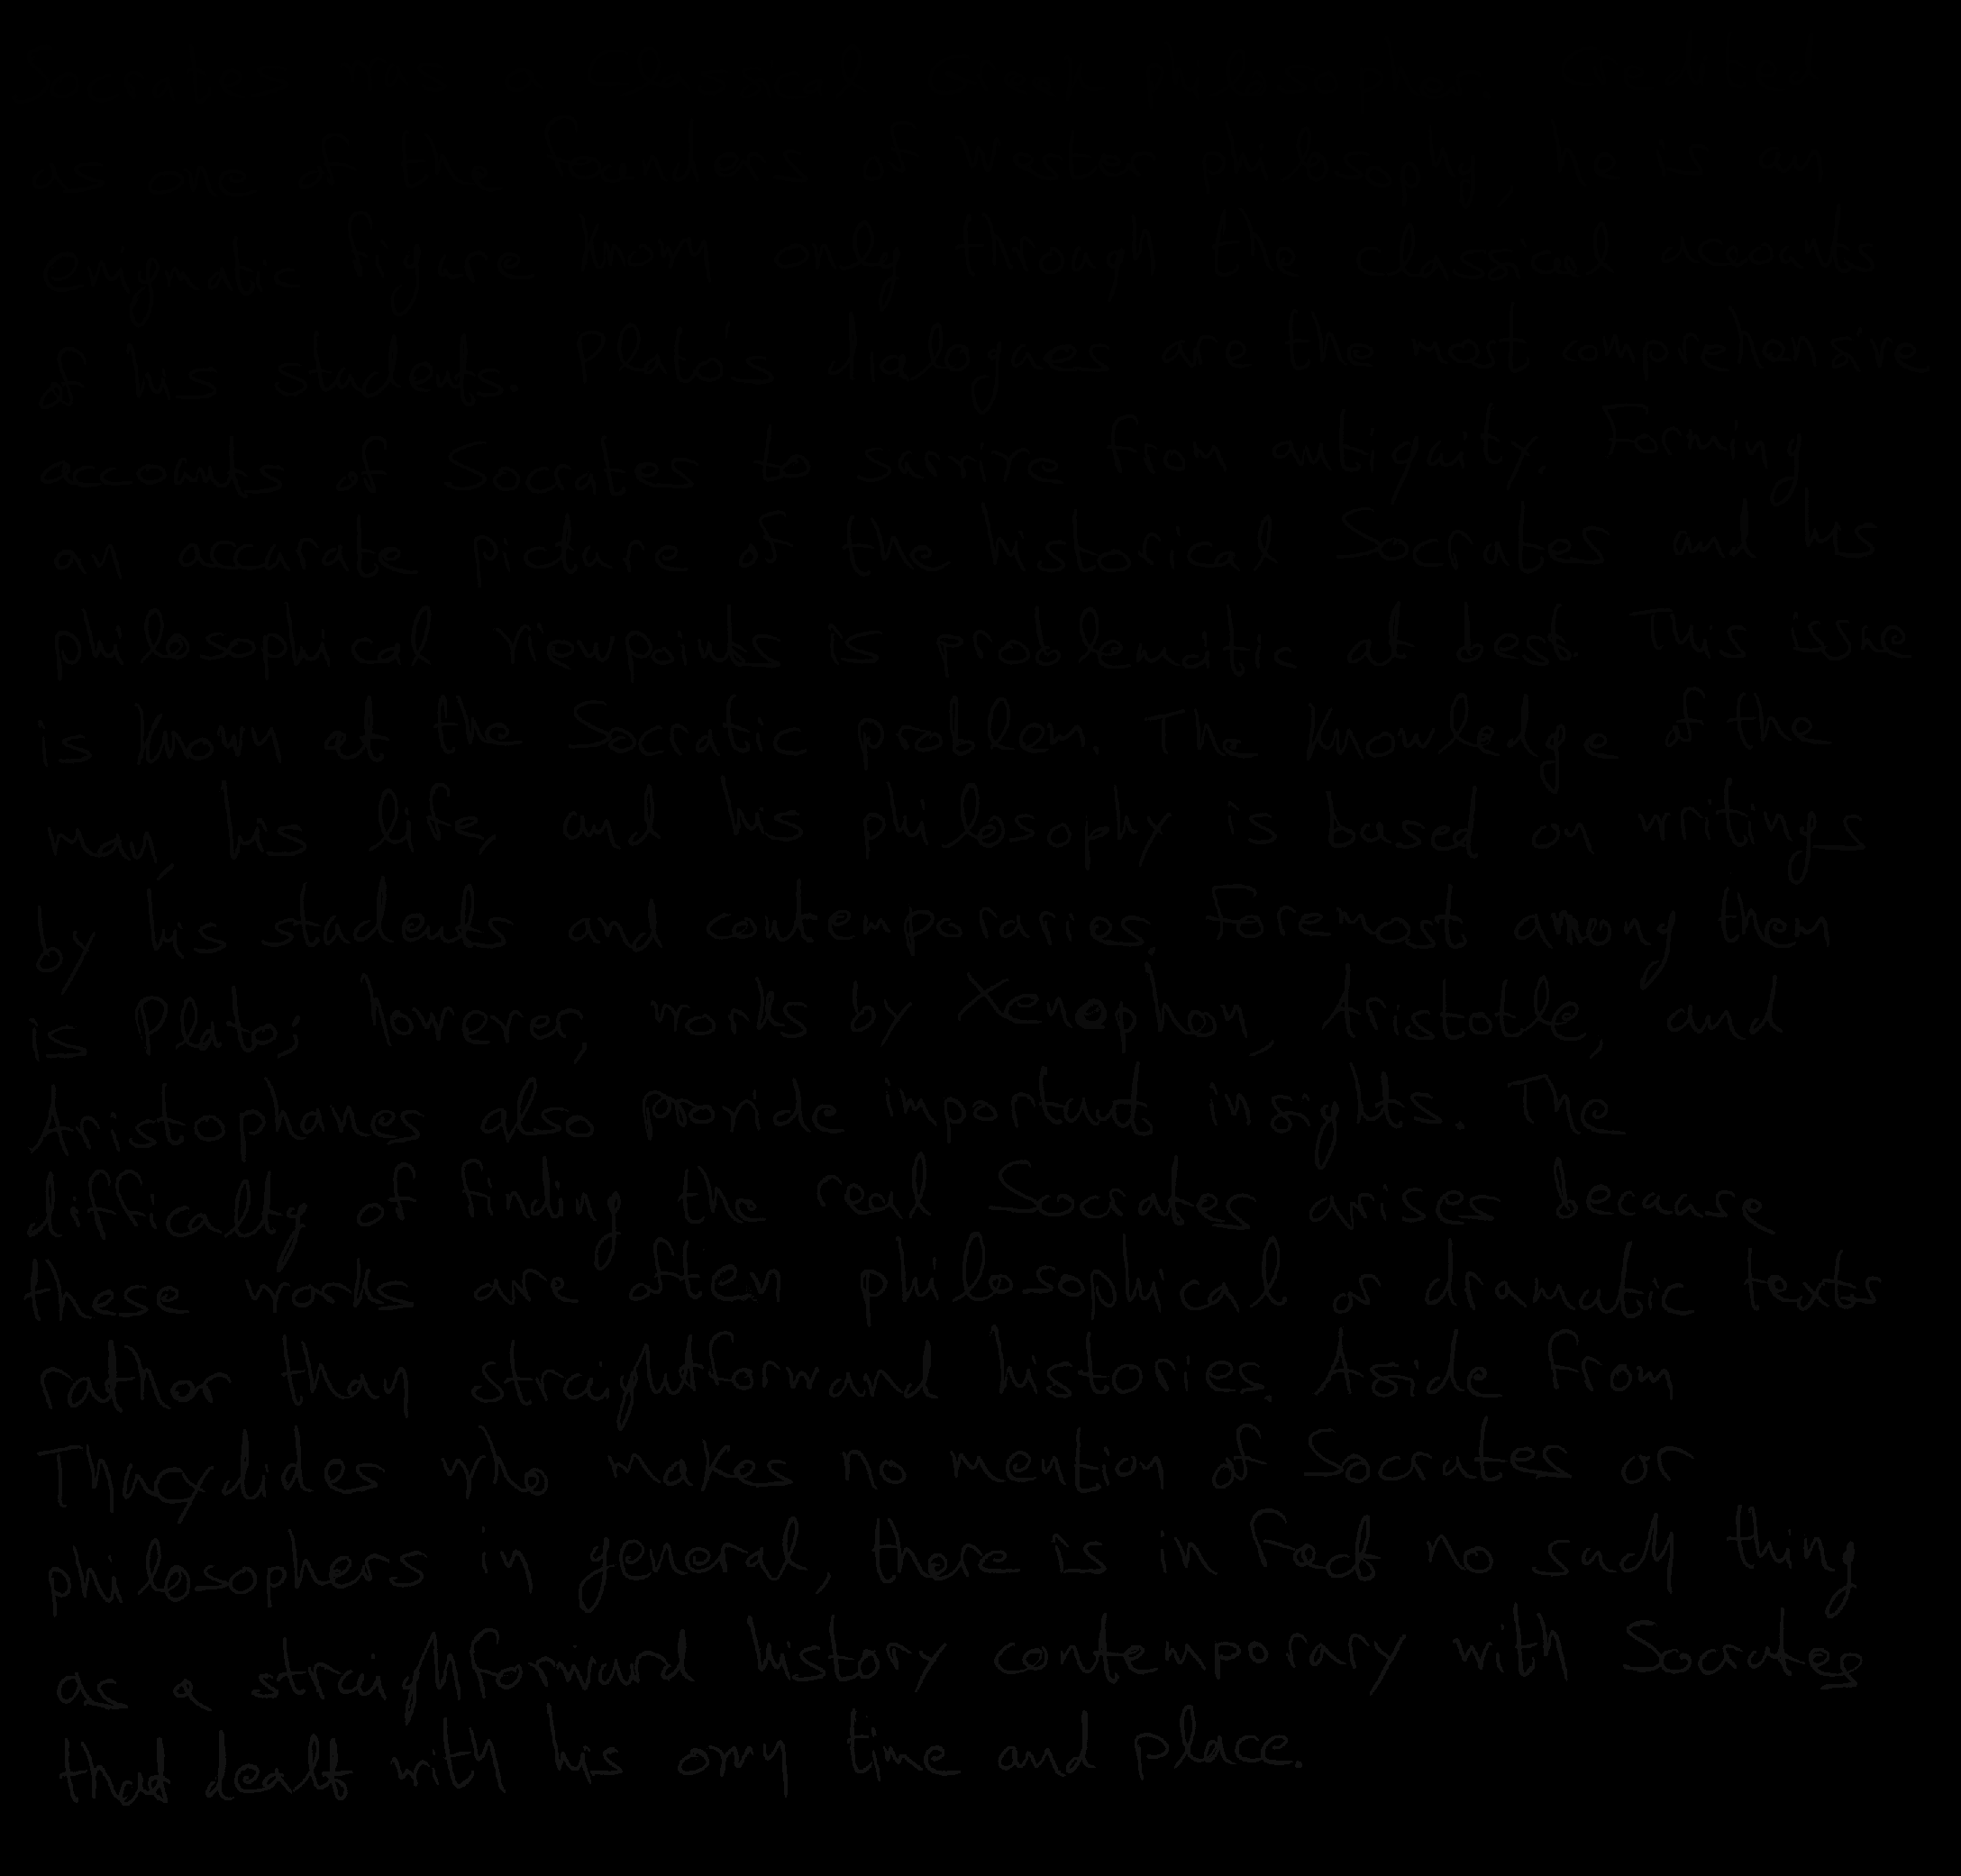 as one of the founders of Wester philosophy, he is an
enigmatic figure known only through the classical accounts
of his students. Plato's dialogues are the most comprehensive
accounts of Socrates to survive from antiquity. Forming
an accurate picture of the historical Socrates and his
philosophical viewpoints is problematic at best. This issue
is known at the Socratic problem. The knowledge of the
man, his life, and his philosophy is based on writings
by his students and contemporaries. Foremost among them
is Plato; however, works by Xenophon, Aristotle, and
Aristophanes also provide important insights. The
difficulty of finding the real Socrates arises because
these works are often philosophical or dramatic texts
rather than straightforward histories. Aside from
Thucydides who makes no mention of Socrates or
philosophers in general, there is in fact no such thing
as a straighforward history contemporary with Socrates
that dealt with his own time and place.